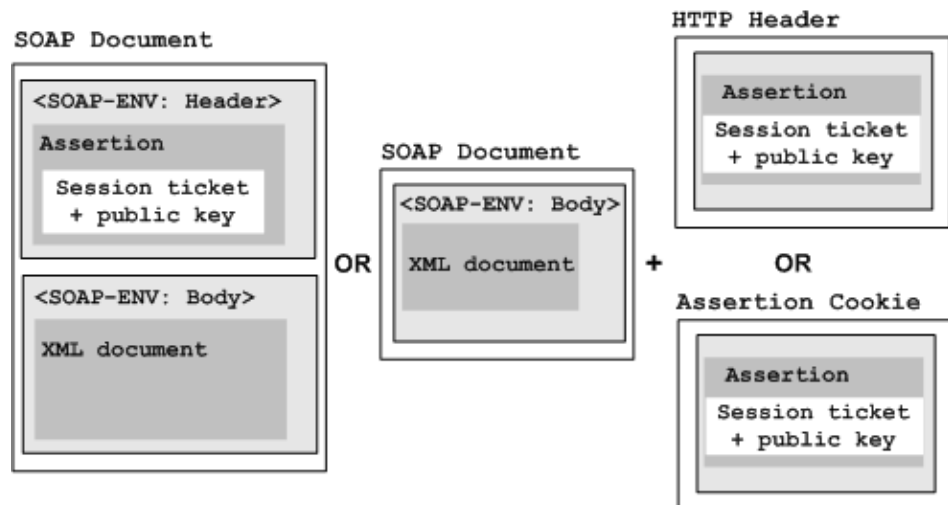 SOAP Document
<SOAP-ENV: Header>
Assertion
Session ticket
+ public key
<SOAP-ENV: Body>
XML document
OR
SOAP Document
<SOAP-ENV: Body>
XML document
+
HTTP Header
Assertion
Session ticket
+ public key
OR
Assertion Cookie
Assertion
Session ticket
+ public key